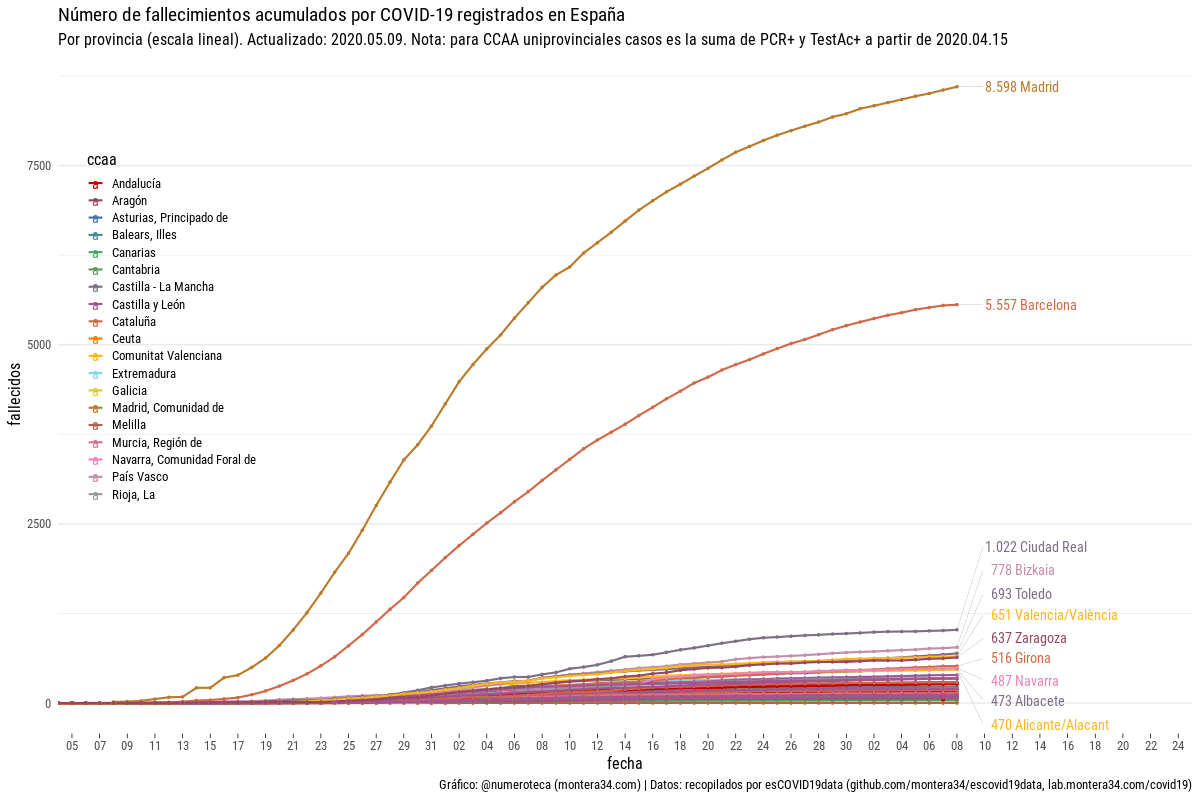 Número de fallecimientos acumulados por COVID-19 registrados en España
Por provincia (escala lineal). Actualizado: 2020.05.09. Nota: para CCAA uniprovinciales casos es la suma de PCR+ y TestAc+ a partir de 2020.04.15
8.598 Madrid
7500
ccaa
a Andalucía
a Aragón
a Asturias, Principado de
a Balears, Illes
a Canarias
a Cantabria
a Castilla - La Mancha
a Castilla y León
a Cataluña
a Ceuta
a Comunitat Valenciana
a Extremadura
a Galicia
a Madrid, Comunidad de
a Melilla
a Murcia, Región de
a Navarra, Comunidad Foral de
a País Vasco
a Rioja, La
5.557 Barcelona
5000
fallecidos
2500
1.022 Ciudad Real
778 Bizkaia
693 Toledo
651 Valencia/València
637 Zaragoza
516 Girona
487 Navarra
473 Albacete
470 Alicante/Alacant
0
05 07 09 11 13 15 17 19 21 23 25 27 29 31 02 04 06 08 10 12 14 16 18 20 22 24 26 28 30 02 04 06 08 10 12 14 16 18 20 22 24
fecha
Gráfico: @numeroteca (montera34.com) | Datos: recopilados por esCOVID19data (github.com/montera34/escovid19data, lab.montera34.com/covid19)